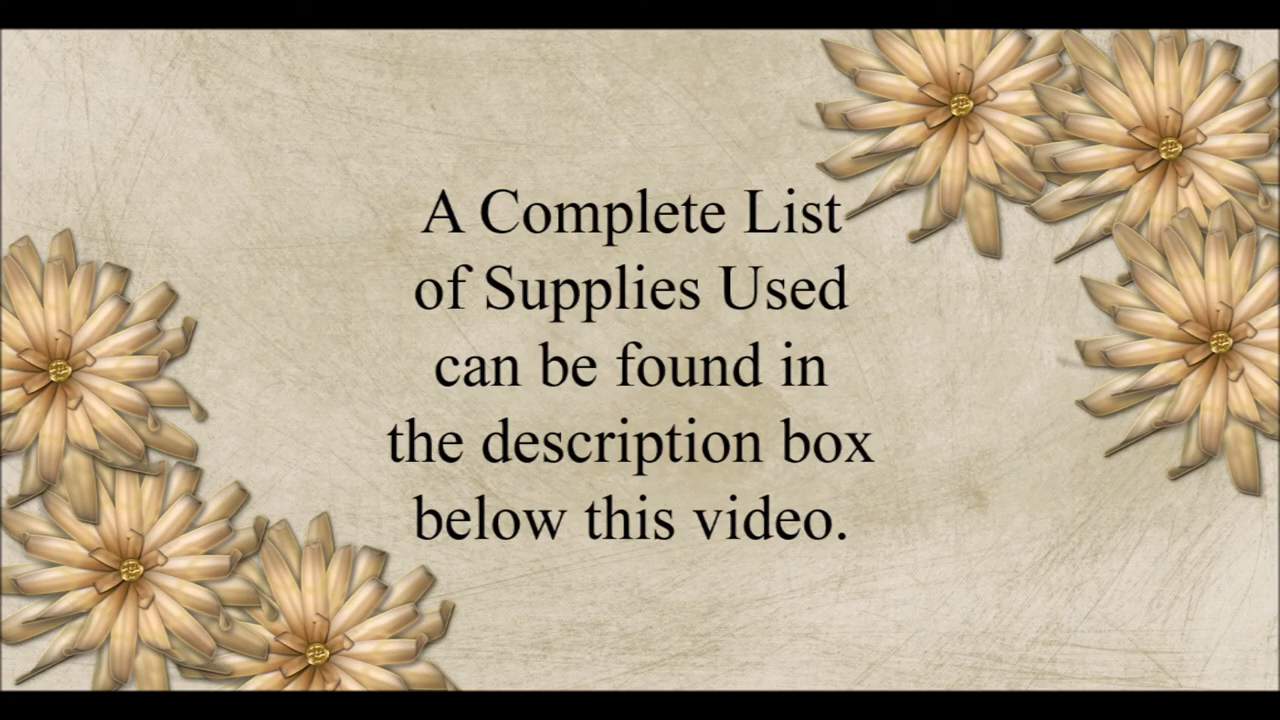 A Complete List
of Supplies Used
can be found in
the description box
below this video.